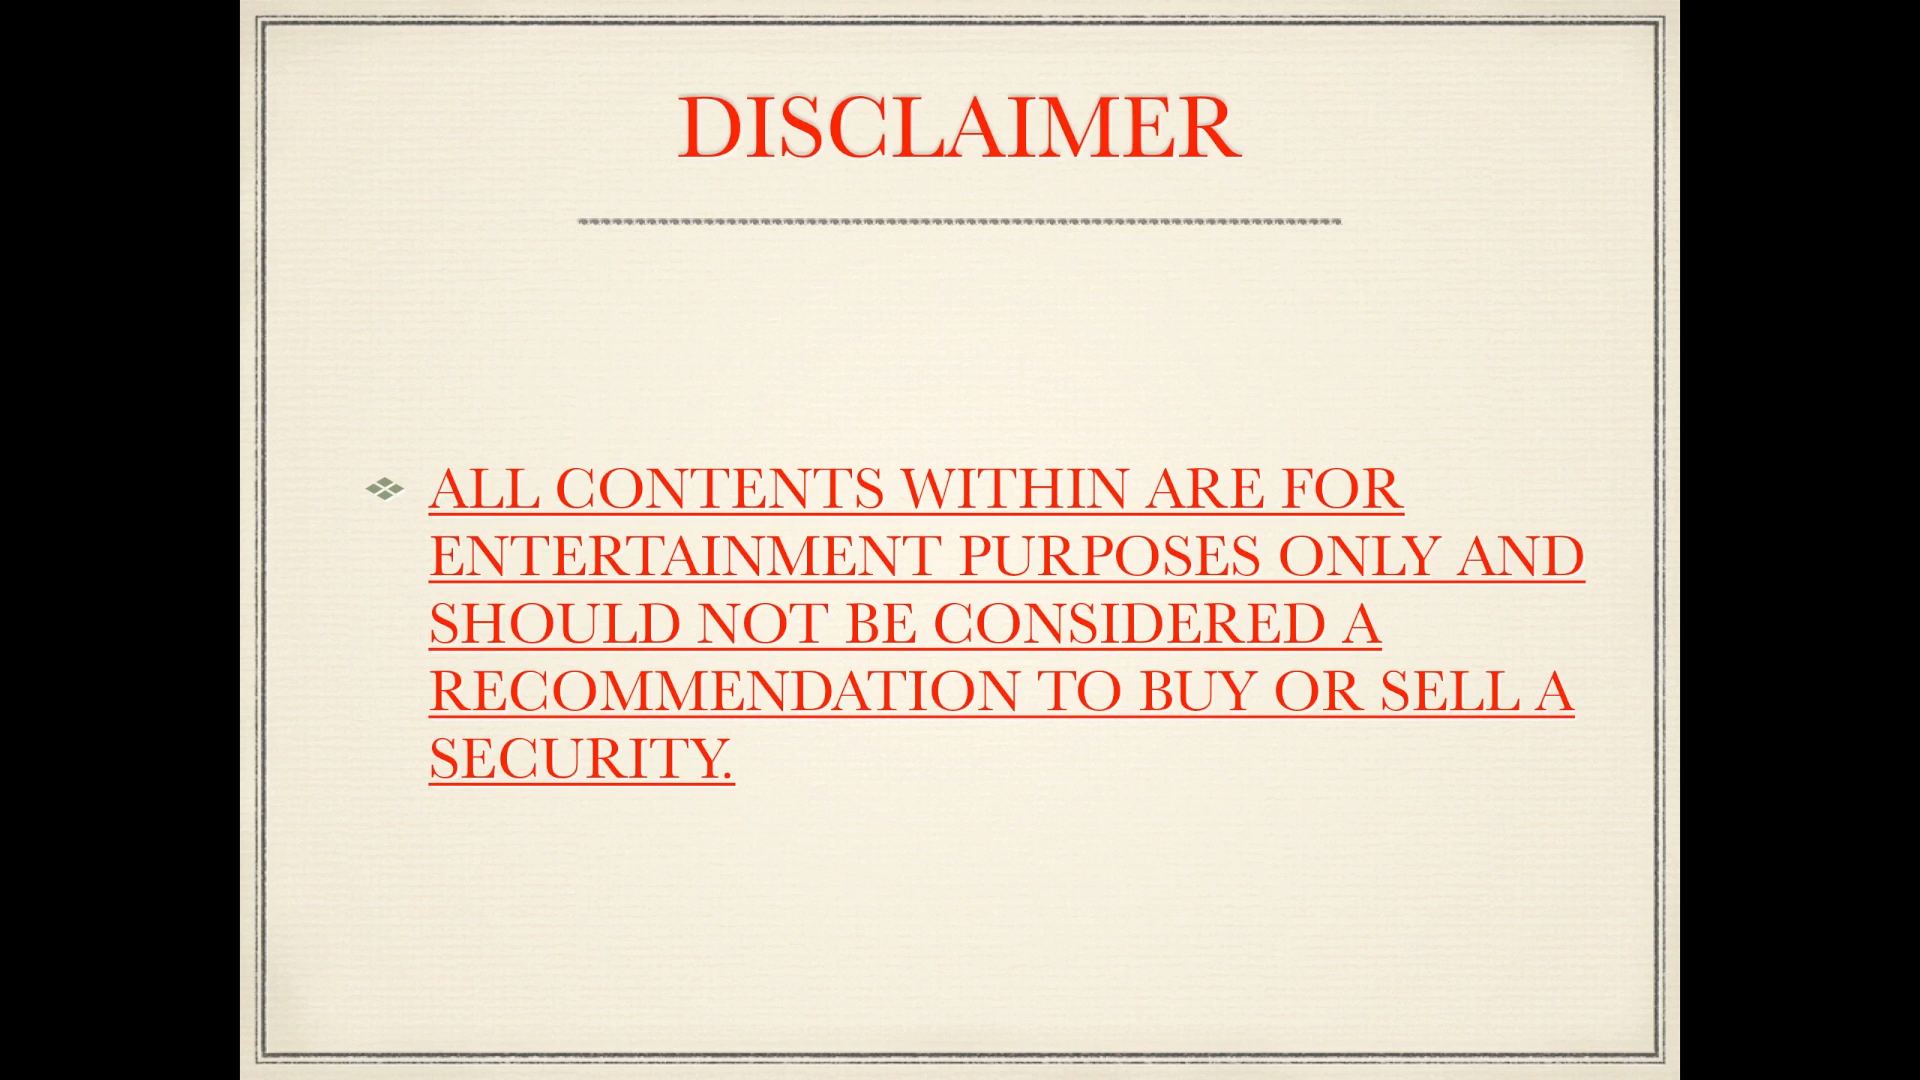 DISCLAIMER
ALL CONTENTS WITHIN ARE FOR
ENTERTAINMENT PURPOSES ONLY AND
SHOULD NOT BE CONSIDERED A
RECOMMENDATION TO BUY OR SELL A
SECURITY.